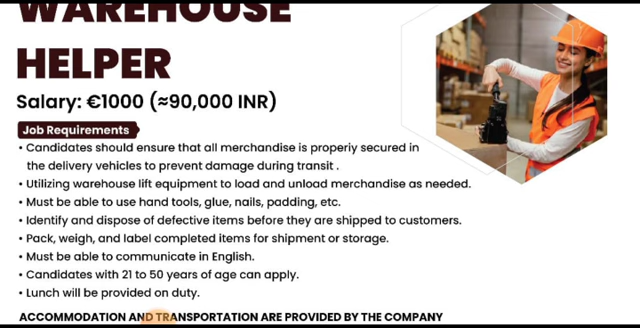 WAREHOUSE
HELPER
Salary: €1000 (≈90,000 INR)
Job Requirements
• Candidates should ensure that all merchandise is properly secured in
the delivery vehicles to prevent damage during transit .
• Utilizing warehouse lift equipment to load and unload merchandise as needed.
• Must be able to use hand tools, glue, nails, padding, etc.
• Identify and dispose of defective items before they are shipped to customers.
• Pack, weigh, and label completed items for shipment or storage.
• Must be able to communicate in English.
• Candidates with 21 to 50 years of age can apply.
• Lunch will be provided on duty.
ACCOMMODATION AND TRANSPORTATION ARE PROVIDED BY THE COMPANY